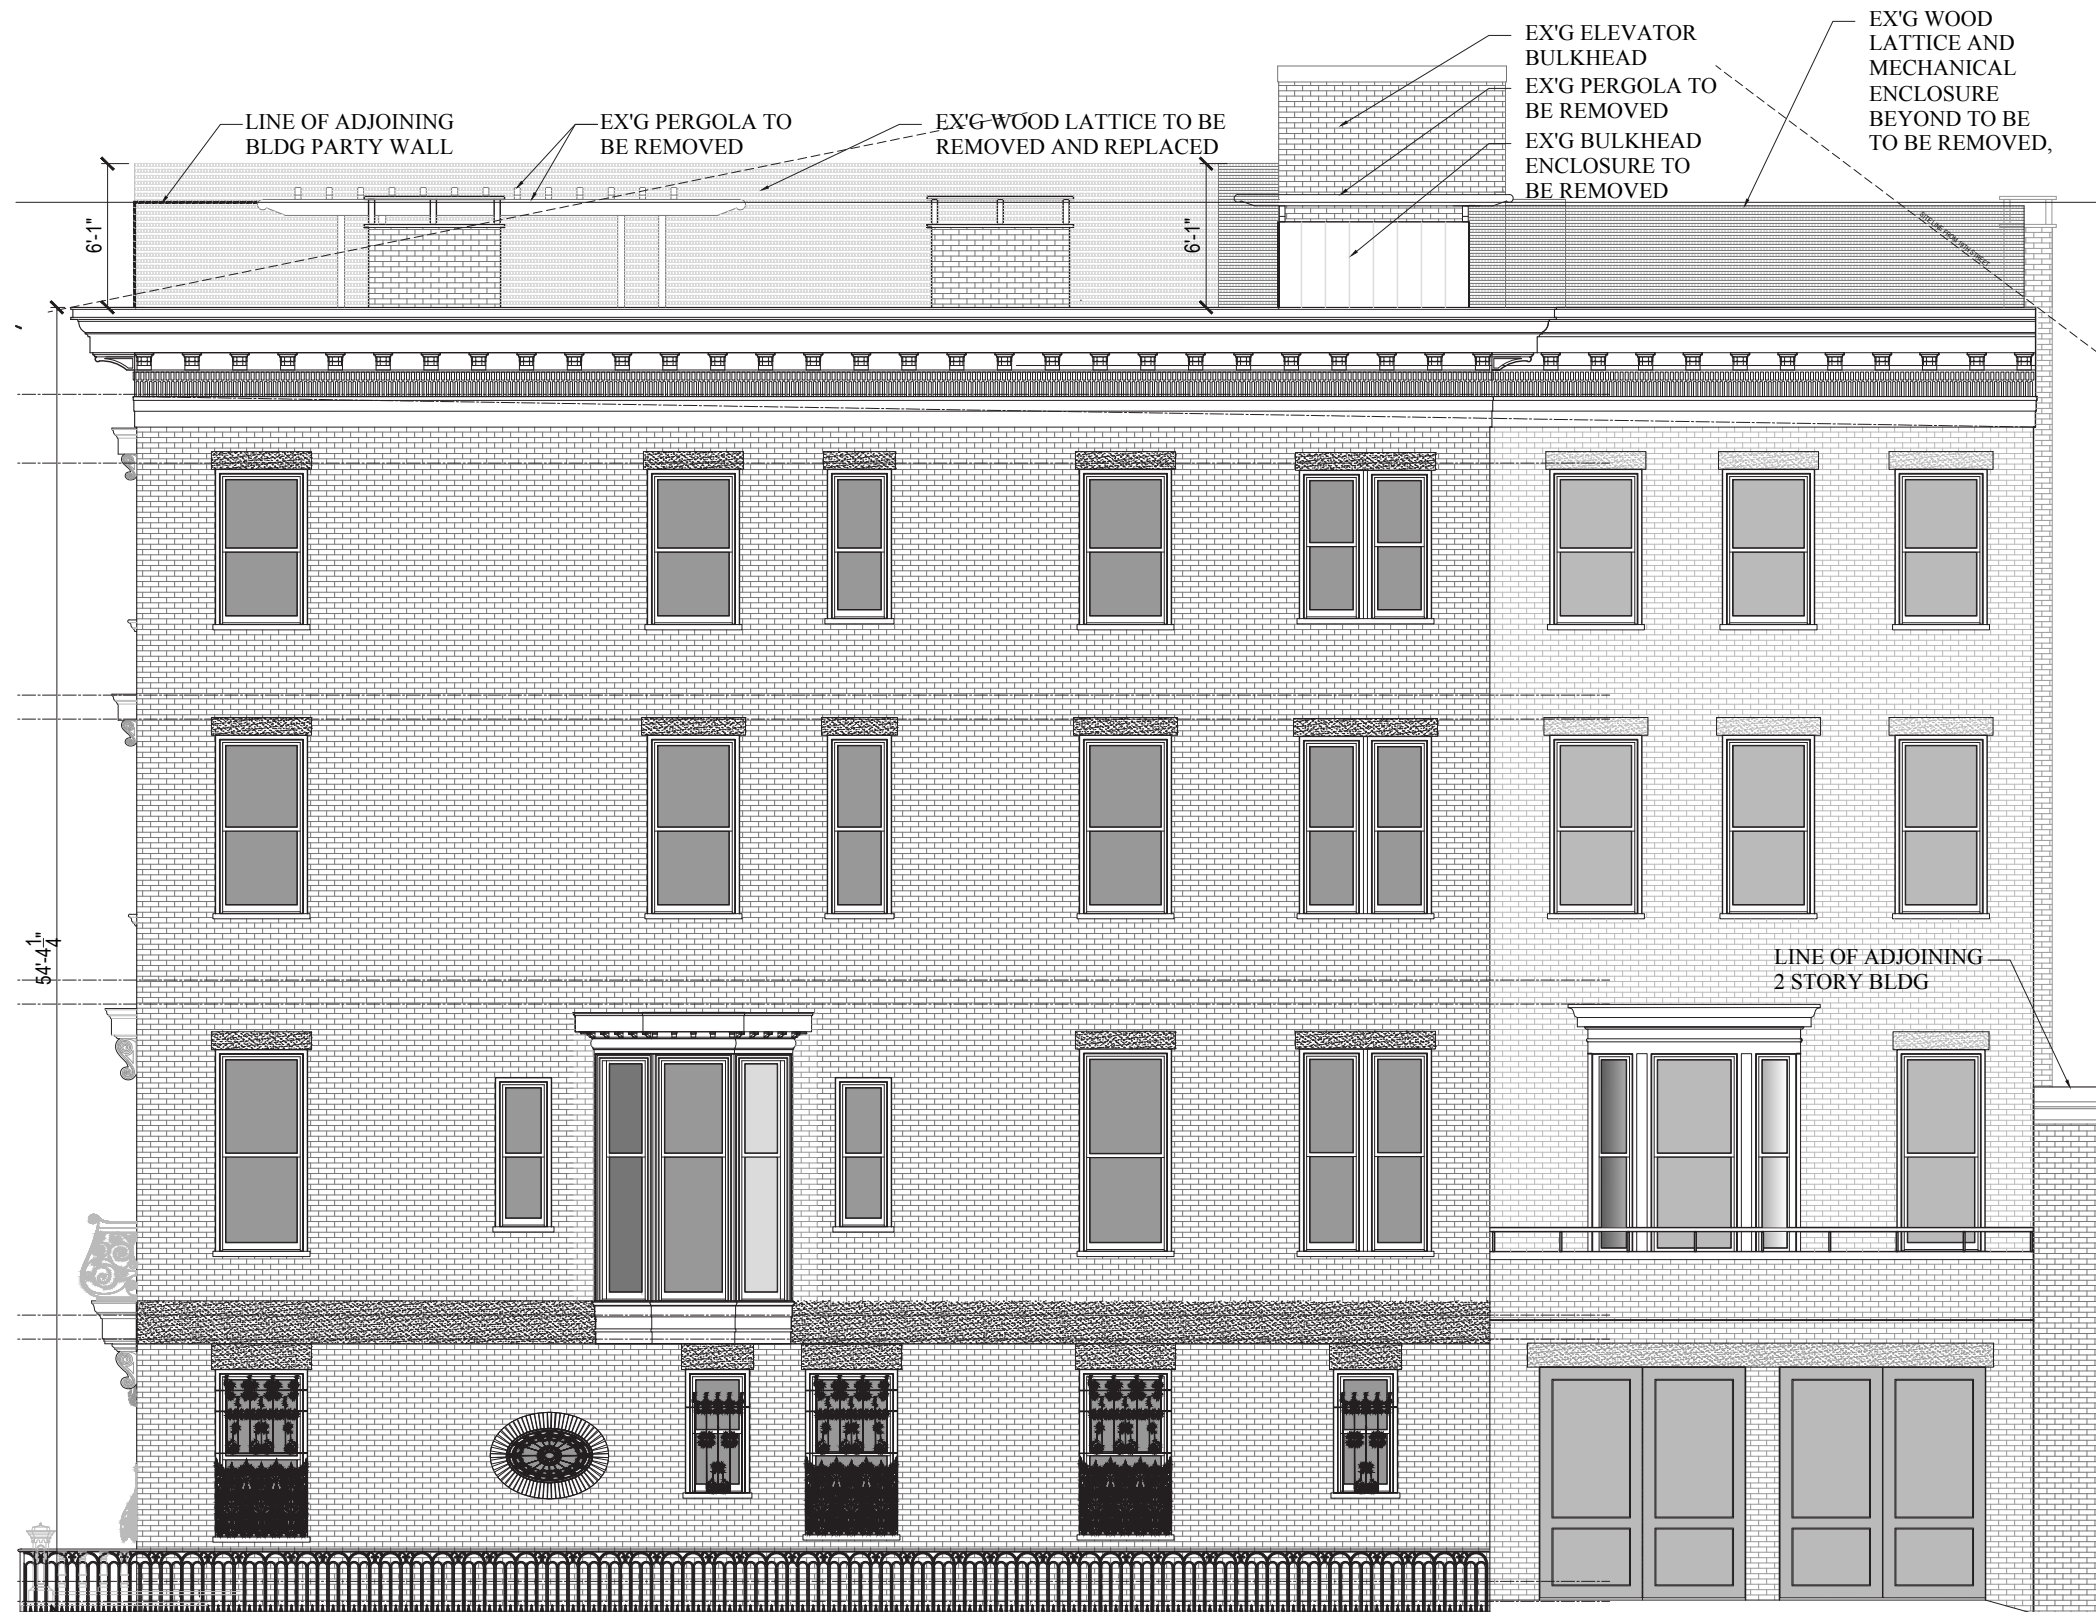 EX'G ELEVATOR
BULKHEAD
EX'G PERGOLA TO
BE REMOVED
EX'G BULKHEAD
ENCLOSURE TO
BE REMOVED
EX'G WOOD
LATTICE AND
MECHANICAL
ENCLOSURE
BEYOND TO BE
TO BE REMOVED,
LINE OF ADJOINING
BLDG PARTY WALL
EX'G PERGOLA TO
BE REMOVED
EX'G WOOD LATTICE TO BE
REMOVED AND REPLACED
6'-1"
6'-1"
54'-4 1/4"
LINE OF ADJOINING
2 STORY BLDG